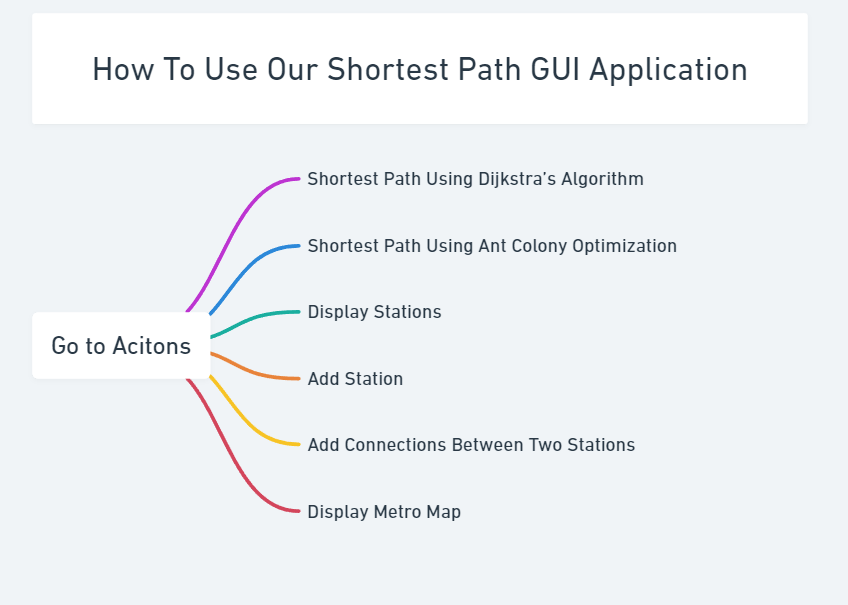 How To Use Our Shortest Path GUI Application
Shortest Path Using Dijkstra’s Algorithm
Shortest Path Using Ant Colony Optimization
Display Stations
Go to Acitons
Add Station
Add Connections Between Two Stations
Display Metro Map